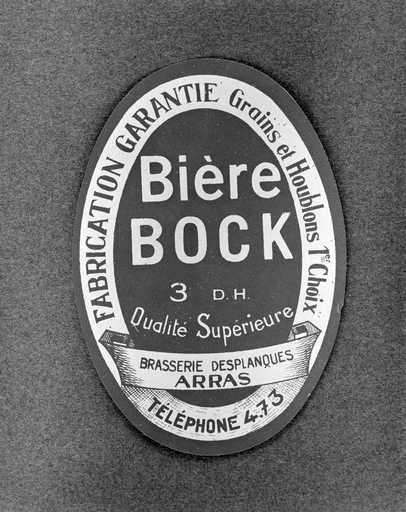 FABRICATION GARANTIE Grains et Houblons 1er Choix
Bière
BOCK
3 D.H.
Qualité Supérieure
BRASSERIE DESPLANQUES
ARRAS
TÉLÉPHONE 4.73